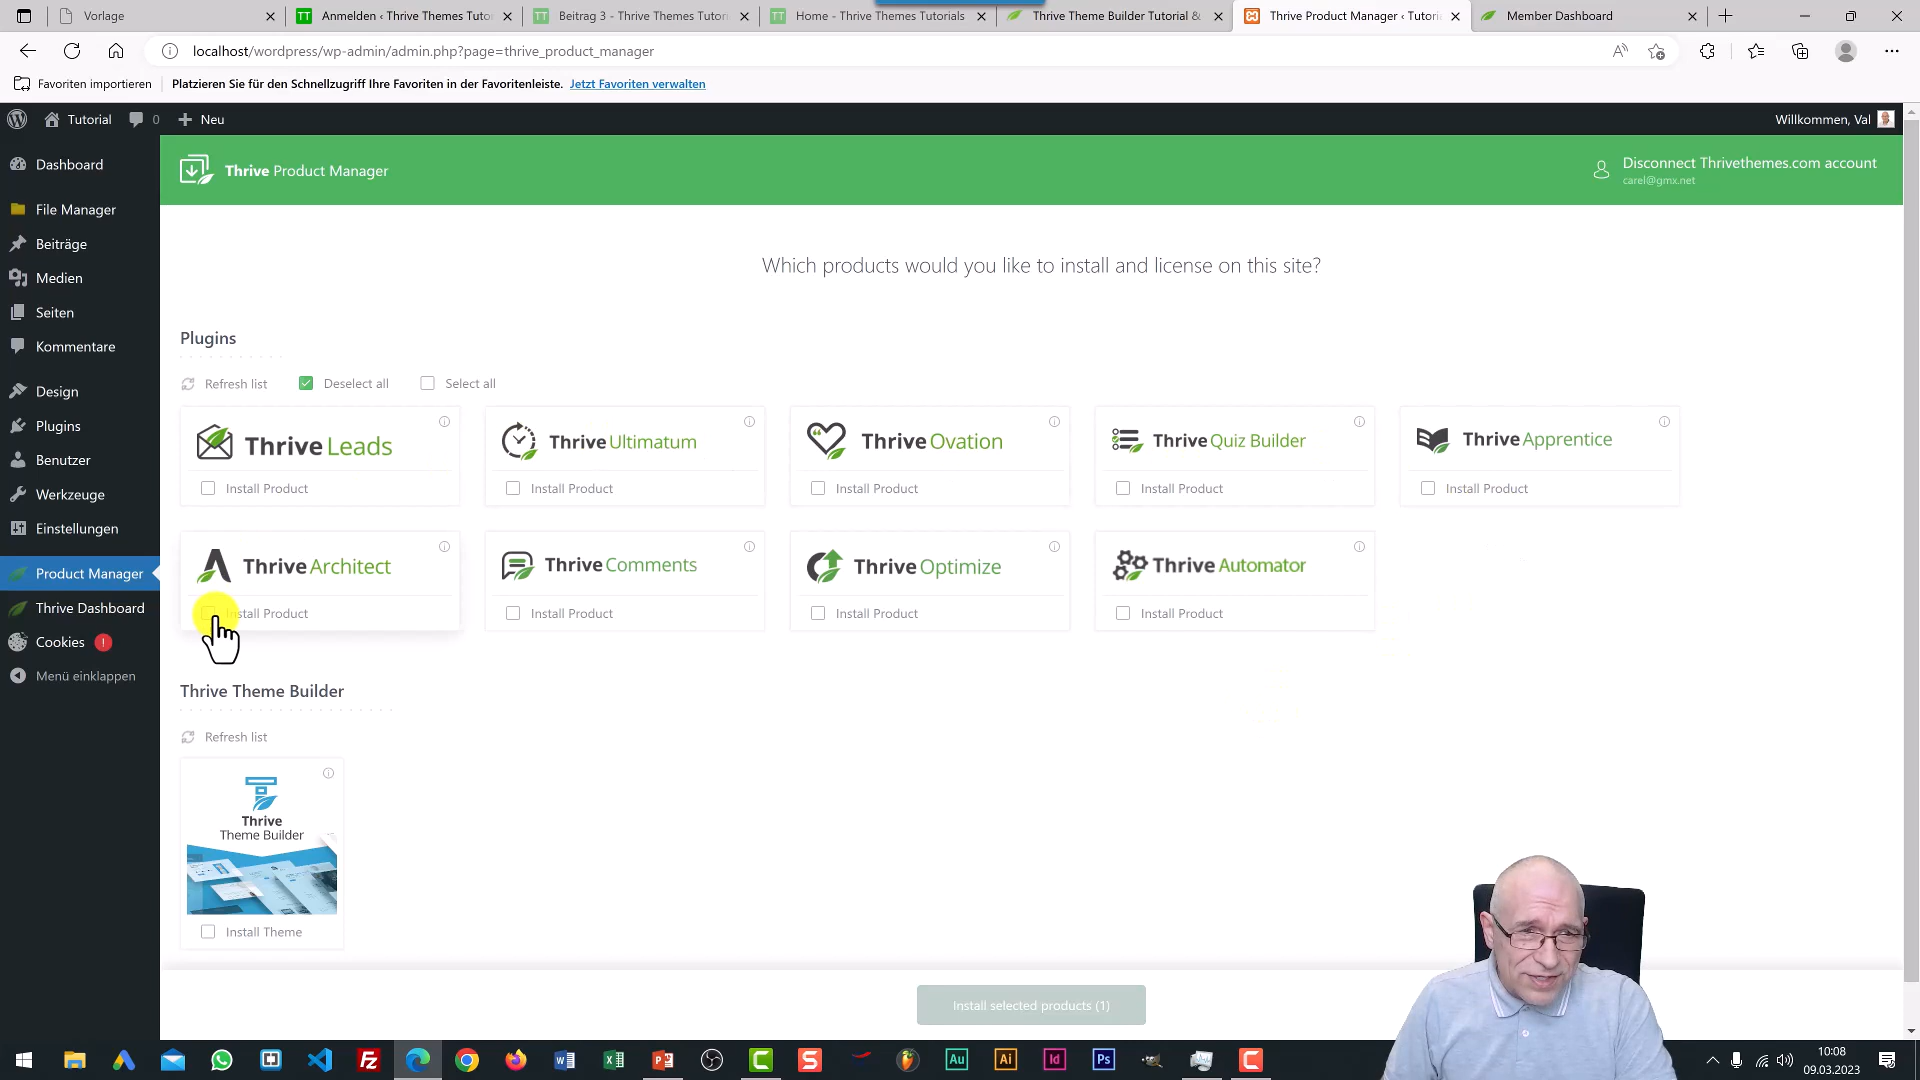 Vorlage
Anmelden ‹ Thrive Themes Tutor
Beitrag 3 - Thrive Themes Tutori
Home - Thrive Themes Tutorials
Thrive Theme Builder Tutorial &
Thrive Product Manager ‹ Tutori
Member Dashboard
localhost/wordpress/wp-admin/admin.php?page=thrive_product_manager
Favoriten importieren
Platzieren Sie für den Schnellzugriff Ihre Favoriten in der Favoritenleiste. Jetzt Favoriten verwalten
Tutorial
0
Neu
Willkommen, Val
Dashboard
File Manager
Beiträge
Medien
Seiten
Kommentare
Design
Plugins
Benutzer
Werkzeuge
Einstellungen
Product Manager
Thrive Dashboard
Cookies !
Menü einklappen
Thrive Product Manager
Disconnect Thrivethemes.com account
carel@gmx.net
Which products would you like to install and license on this site?
Plugins
Refresh list
Deselect all
Select all
Thrive Leads
Install Product
Thrive Ultimatum
Install Product
Thrive Ovation
Install Product
Thrive Quiz Builder
Install Product
Thrive Apprentice
Install Product
Thrive Architect
Install Product
Thrive Comments
Install Product
Thrive Optimize
Install Product
Thrive Automator
Install Product
Thrive Theme Builder
Refresh list
Thrive
Theme Builder
Install Theme
Install selected products (1)
Au
Ai
Id
Ps
10:08
09.03.2023